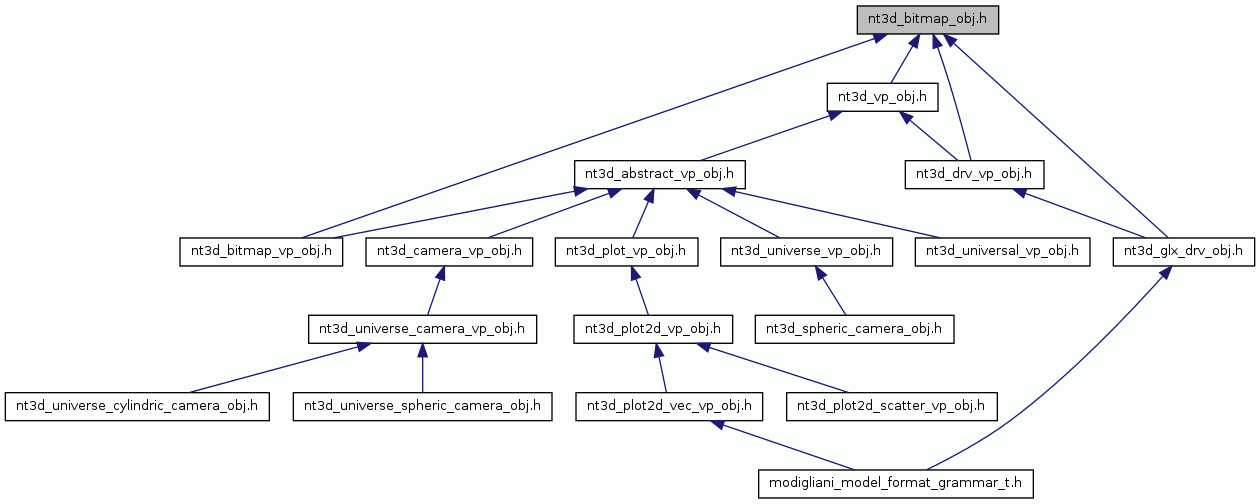 nt3d_bitmap_obj.h
nt3d_vp_obj.h
nt3d_abstract_vp_obj.h
nt3d_drv_vp_obj.h
nt3d_bitmap_vp_obj.h
nt3d_camera_vp_obj.h
nt3d_plot_vp_obj.h
nt3d_universe_vp_obj.h
nt3d_universal_vp_obj.h
nt3d_glx_drv_obj.h
nt3d_universe_camera_vp_obj.h
nt3d_plot2d_vp_obj.h
nt3d_spheric_camera_obj.h
nt3d_universe_cylindric_camera_obj.h
nt3d_universe_spheric_camera_obj.h
nt3d_plot2d_vec_vp_obj.h
nt3d_plot2d_scatter_vp_obj.h
modigliani_model_format_grammar_t.h